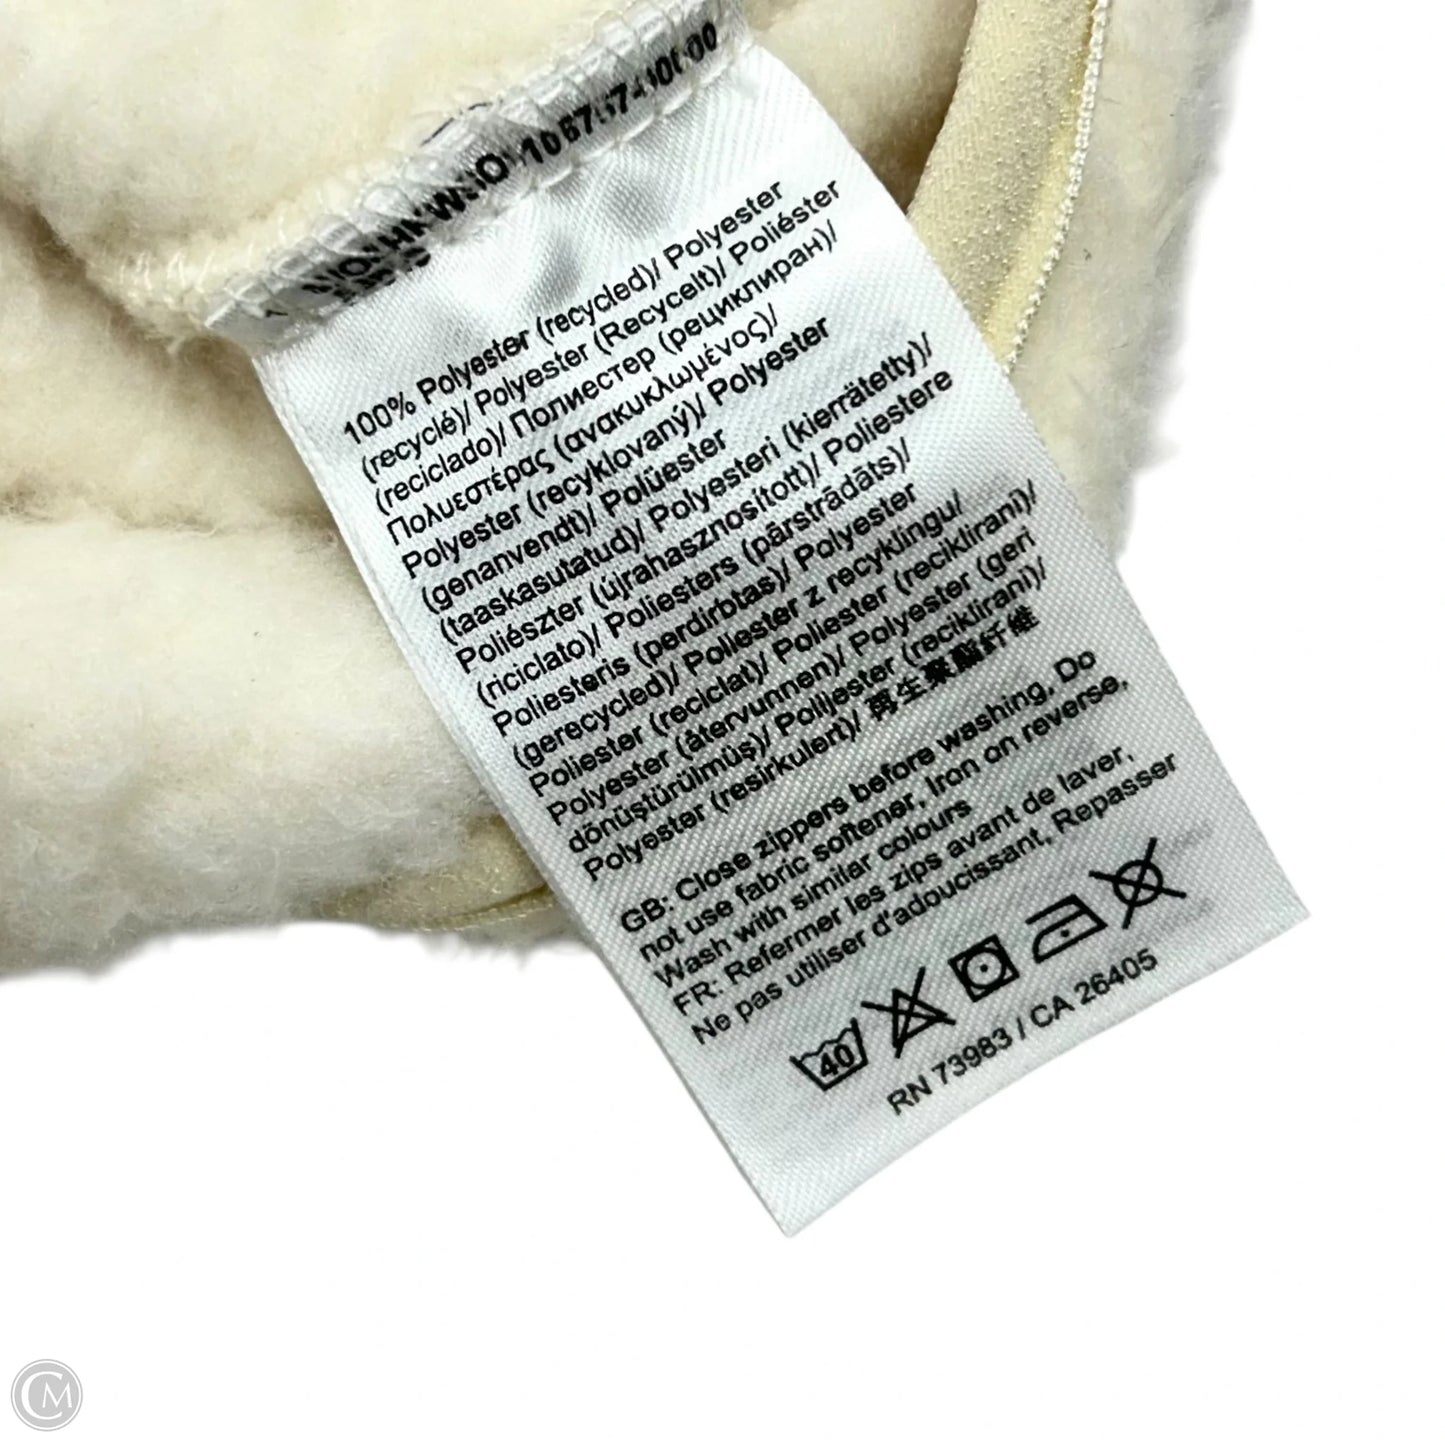 100% Polyester (recycled)/ Polyester
(recyclé)/ Polyester (Recycelt)/ Poliéster
(reciclado)/ Полиестер (рециклиран)/
Πολυεστέρας (ανακυκλωμένος)/
Polyester (recyklovaný)/ Polyester
(genanvendt)/ Polüester
(taaskasutatud)/ Polyesteri (kierrätetty)/
Poliészter (újrahasznosított)/ Poliestere
(riciclato)/ Poliesters (pārstrādāts)/
Poliesteris (perdirbtas)/ Polyester
(gerecycled)/ Poliester z recyklingu/
Poliester (reciclat)/ Poliester (reciklirani)/
Polyester (återvunnen)/ Polyester (geri
dönüştürülmüş)/ Polijester (reciklirani)/
Polyester (resirkulert)/ 再生聚酯纤维
GB: Close zippers before washing, Do
not use fabric softener, Iron on reverse,
Wash with similar colours
FR: Refermer les zips avant de laver,
Ne pas utiliser d'adoucissant, Repasser
40
RN 73983 / CA 26405
CM